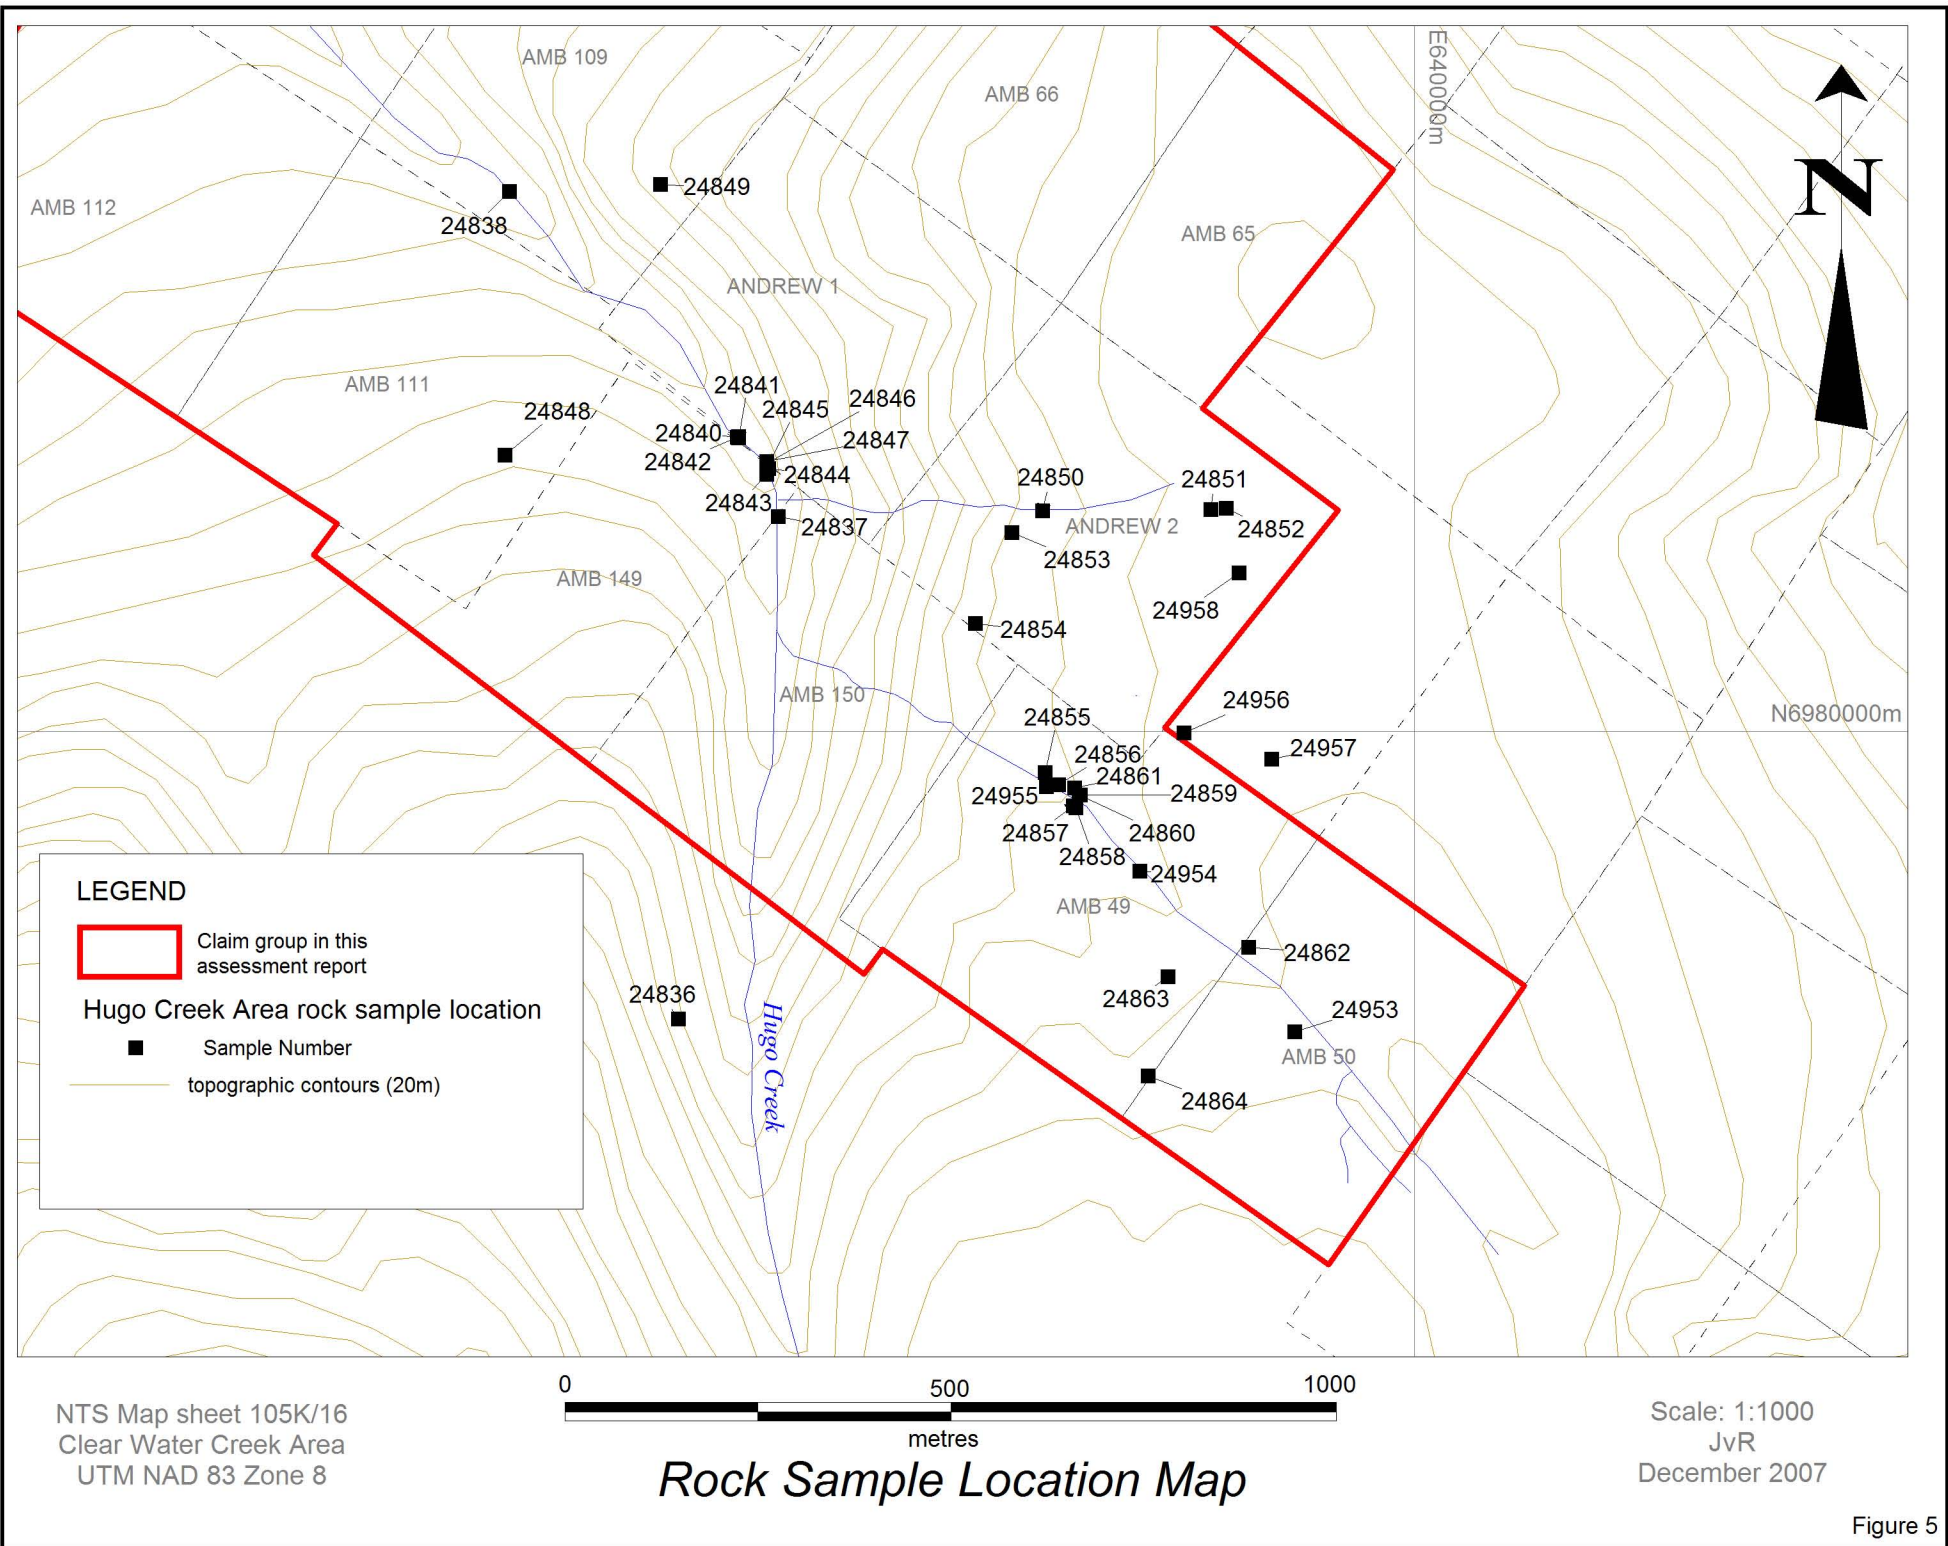 AMB 109
AMB 66
E640000m
N
AMB 112
24838
24849
AMB 65
ANDREW 1
AMB 111
24848
24841
24845
24846
24840
24847
24842
24844
24843
24837
24850
24851
ANDREW 2
24852
24853
AMB 149
24958
24854
AMB 150
24956
N6980000m
24855
24957
24856
24861
24955
24859
24857
24860
24858
24954
AMB 49
24862
24863
24836
24953
AMB 50
24864
Hugo Creek
LEGEND
Claim group in this
assessment report
Hugo Creek Area rock sample location
Sample Number
topographic contours (20m)
0 500 1000
metres
NTS Map sheet 105K/16
Clear Water Creek Area
UTM NAD 83 Zone 8
Rock Sample Location Map
Scale: 1:1000
JvR
December 2007
Figure 5